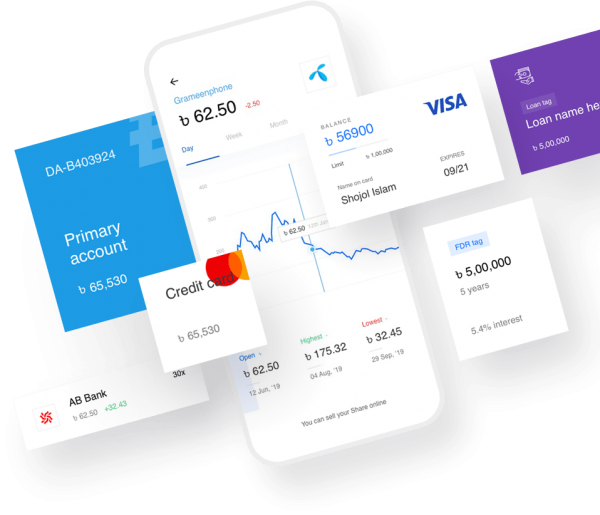 Grameenphone
৳ 62.50 -2.50
Day Week Month
400
300
৳ 62.50 12th Jun
Open
৳ 62.50
12 Jun, '19
Highest
৳ 175.32
04 Aug, '19
Lowest
৳ 32.45
29 Sep, '19
You can sell your Share online
DA-B403924
Primary
account
৳ 65,530
Credit card
৳ 65,530
AB Bank
৳ 62.50 +32.43
30x
BALANCE
VISA
৳ 56900
Limit ৳ 1,00,000
Name on card
Shojol Islam
EXPIRES
09/21
Loan tag
Loan name he
৳ 5,00,000
FDR tag
৳ 5,00,000
5 years
5.4% interest